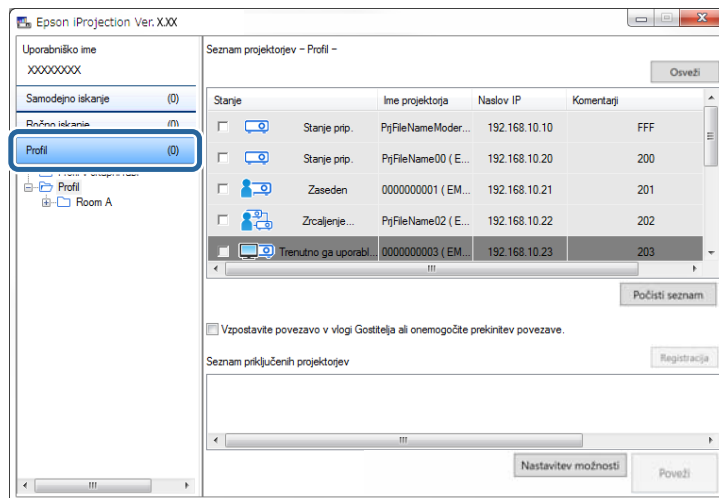 Epson iProjection Ver. X.XX
Uporabniško ime
XXXXXXXX
Samodejno iskanje (0)
Ročno iskanje (0)
Profil (0)
Profil
Room A
Seznam projektorjev – Profil –
Osveži
Stanje Ime projektorja Naslov IP Komentarji
Stanje prip. PrjFileNameModer... 192.168.10.10 FFF
Stanje prip. PrjFileName00 ( E... 192.168.10.20 200
Zaseden 0000000001 ( EM... 192.168.10.21 201
Zrcaljenje... PrjFileName02 ( E... 192.168.10.22 202
Trenutno ga uporabl... 0000000003 ( EM... 192.168.10.23 203
Počisti seznam
Vzpostavite povezavo v vlogi Gostitelja ali onemogočite prekinitev povezave.
Seznam priključenih projektorjev
Registracija
Nastavitev možnosti
Poveži